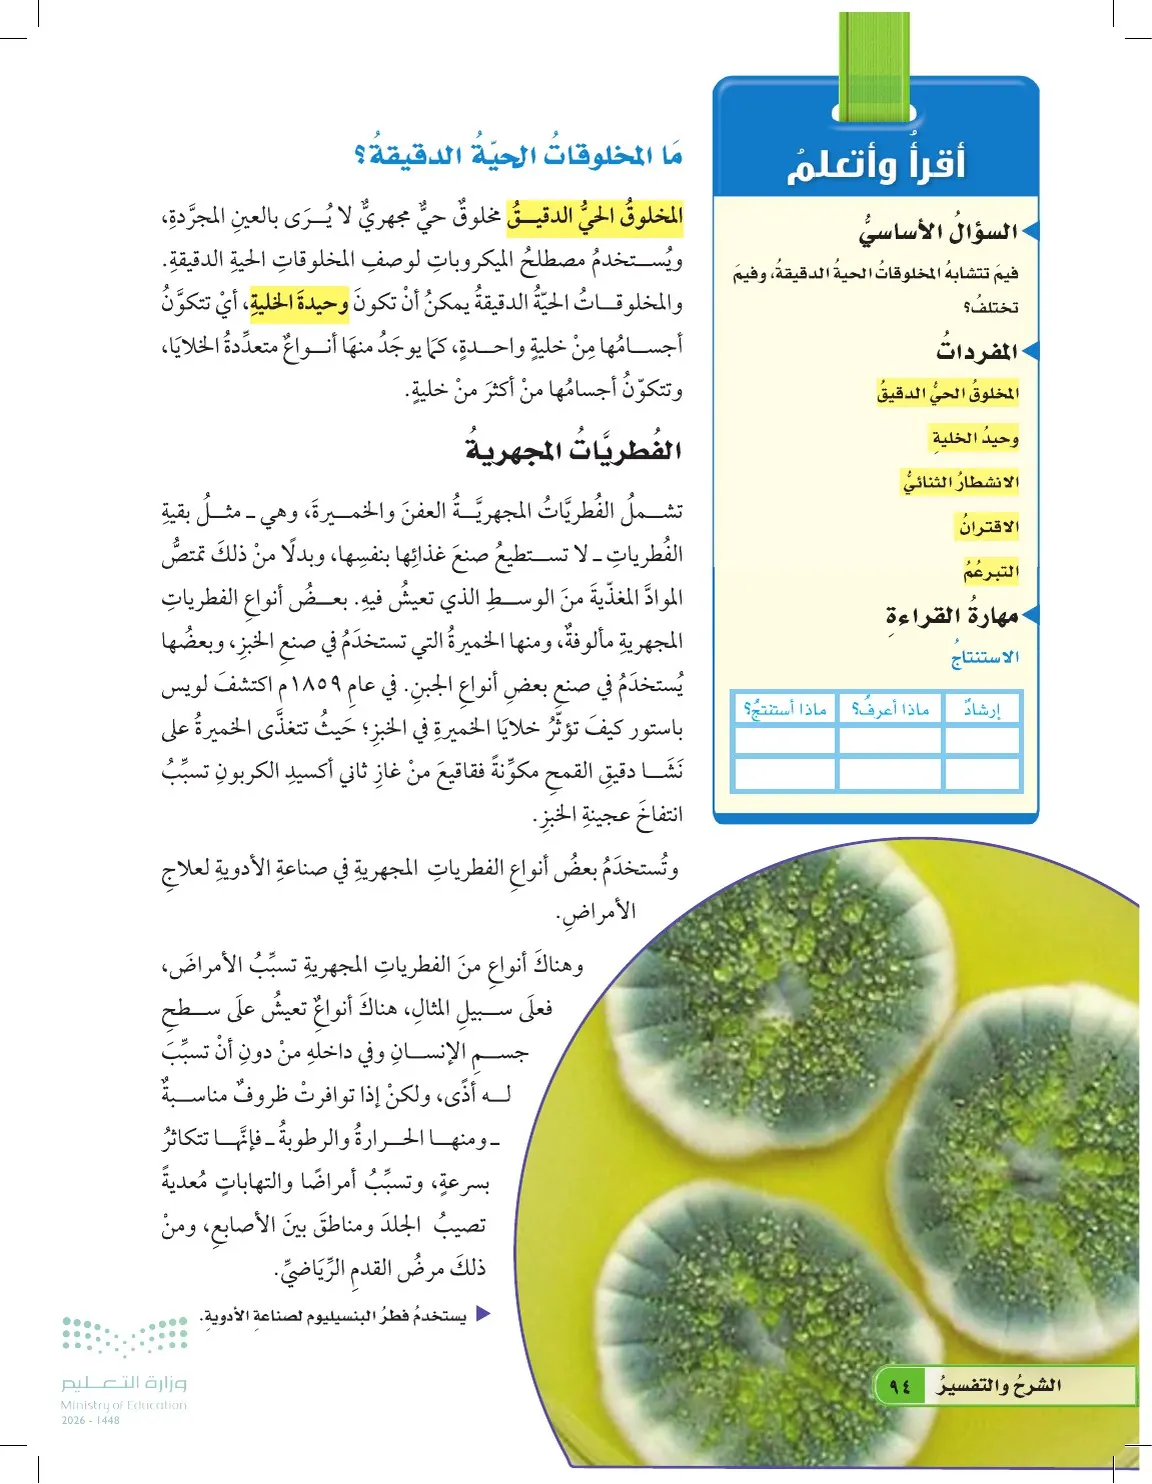 أقرأُ وأتعلمُ
السؤالُ الأساسيُّ
فيمَ تتشابهُ المخلوقاتُ الحيةُ الدقيقةُ، وفيمَ
تختلفُ؟
المفرداتُ
المخلوقُ الحيُّ الدقيقُ
وحيدُ الخليةِ
الانشطارُ الثنائيُّ
الاقترانُ
التبرعُمُ
مهارةُ القراءةِ
الاستنتاجُ
إرشادٌ ماذا أعرفُ؟ ماذا أستنتجُ؟
مَا المخلوقاتُ الحيّةُ الدقيقةُ؟
المخلوقُ الحيُّ الدقيـقُ مخلوقٌ حيٌّ مجهريٌّ لا يُـرَى بالعينِ المجرَّدةِ،
ويُسـتخدمُ مصطلحُ الميكروباتِ لوصفِ المخلوقاتِ الحيةِ الدقيقةِ.
والمخلوقـاتُ الحيّةُ الدقيقةُ يمكنُ أنْ تكونَ وحيدةَ الخليةِ، أيْ تتكوَّنُ
أجسـامُها مِنْ خليةٍ واحـدةٍ، كمَا يوجَدُ منهَا أنـواعٌ متعدِّدةُ الخلايَا،
وتتكوّنُ أجسامُها منْ أكثرَ منْ خليةٍ.
الفُطريَّاتُ المجهريةُ
تشـملُ الفُطريَّاتُ المجهريَّـةُ العفنَ والخمـيرةَ، وهي ـ مثـلُ بقيةِ
الفُطرياتِ ـ لا تسـتطيعُ صنعَ غذائِها بنفسِها، وبدلًا منْ ذلكَ تمتصُّ
الموادَّ المغذّيةَ منَ الوسـطِ الذي تعيشُ فيهِ. بعـضُ أنواعِ الفطرياتِ
المجهريةِ مألوفةٌ، ومنها الخميرةُ التي تستخدَمُ في صنعِ الخبزِ، وبعضُها
يُستخدَمُ في صنعِ بعضِ أنواعِ الجبنِ. في عامِ ١٨٥٩م اكتشفَ لويس
باستور كيفَ تؤثّرُ خلايَا الخميرةِ في الخبزِ؛ حَيثُ تتغذَّى الخميرةُ على
نَشَـا دقيقِ القمحِ مكوِّنةً فقاقيعَ منْ غازِ ثاني أكسيدِ الكربونِ تسبِّبُ
انتفاخَ عجينةِ الخبزِ.
وتُستخدَمُ بعضُ أنواعِ الفطرياتِ المجهريةِ في صناعةِ الأدويةِ لعلاجِ
الأمراضِ.
وهناكَ أنواعِ منَ الفطرياتِ المجهريةِ تسبِّبُ الأمراضَ،
فعلَى سـبيلِ المثالِ، هناكَ أنواعٌ تعيشُ علَى سـطحِ
جسـمِ الإنسـانِ وفي داخلهِ منْ دونِ أنْ تسبِّبَ
لـه أذًى، ولكنْ إذا توافرتْ ظروفٌ مناسـبةٌ
ـ ومنهـا الحـرارةُ والرطوبةُ ـ فإنَّهـا تتكاثرُ
بسرعةٍ، وتسبِّبُ أمراضًا والتهاباتٍ مُعديةً
تصيبُ الجلدَ ومناطقَ بينَ الأصابعِ، ومنْ
ذلكَ مرضُ القدمِ الرِّيَاضيِّ.
يستخدمُ فطرُ البنسيليوم لصناعةِ الأدويةِ.
وزارة التعـليم
Ministry of Education
2026 - 1448
٩٤ الشرحُ والتفسيرُ